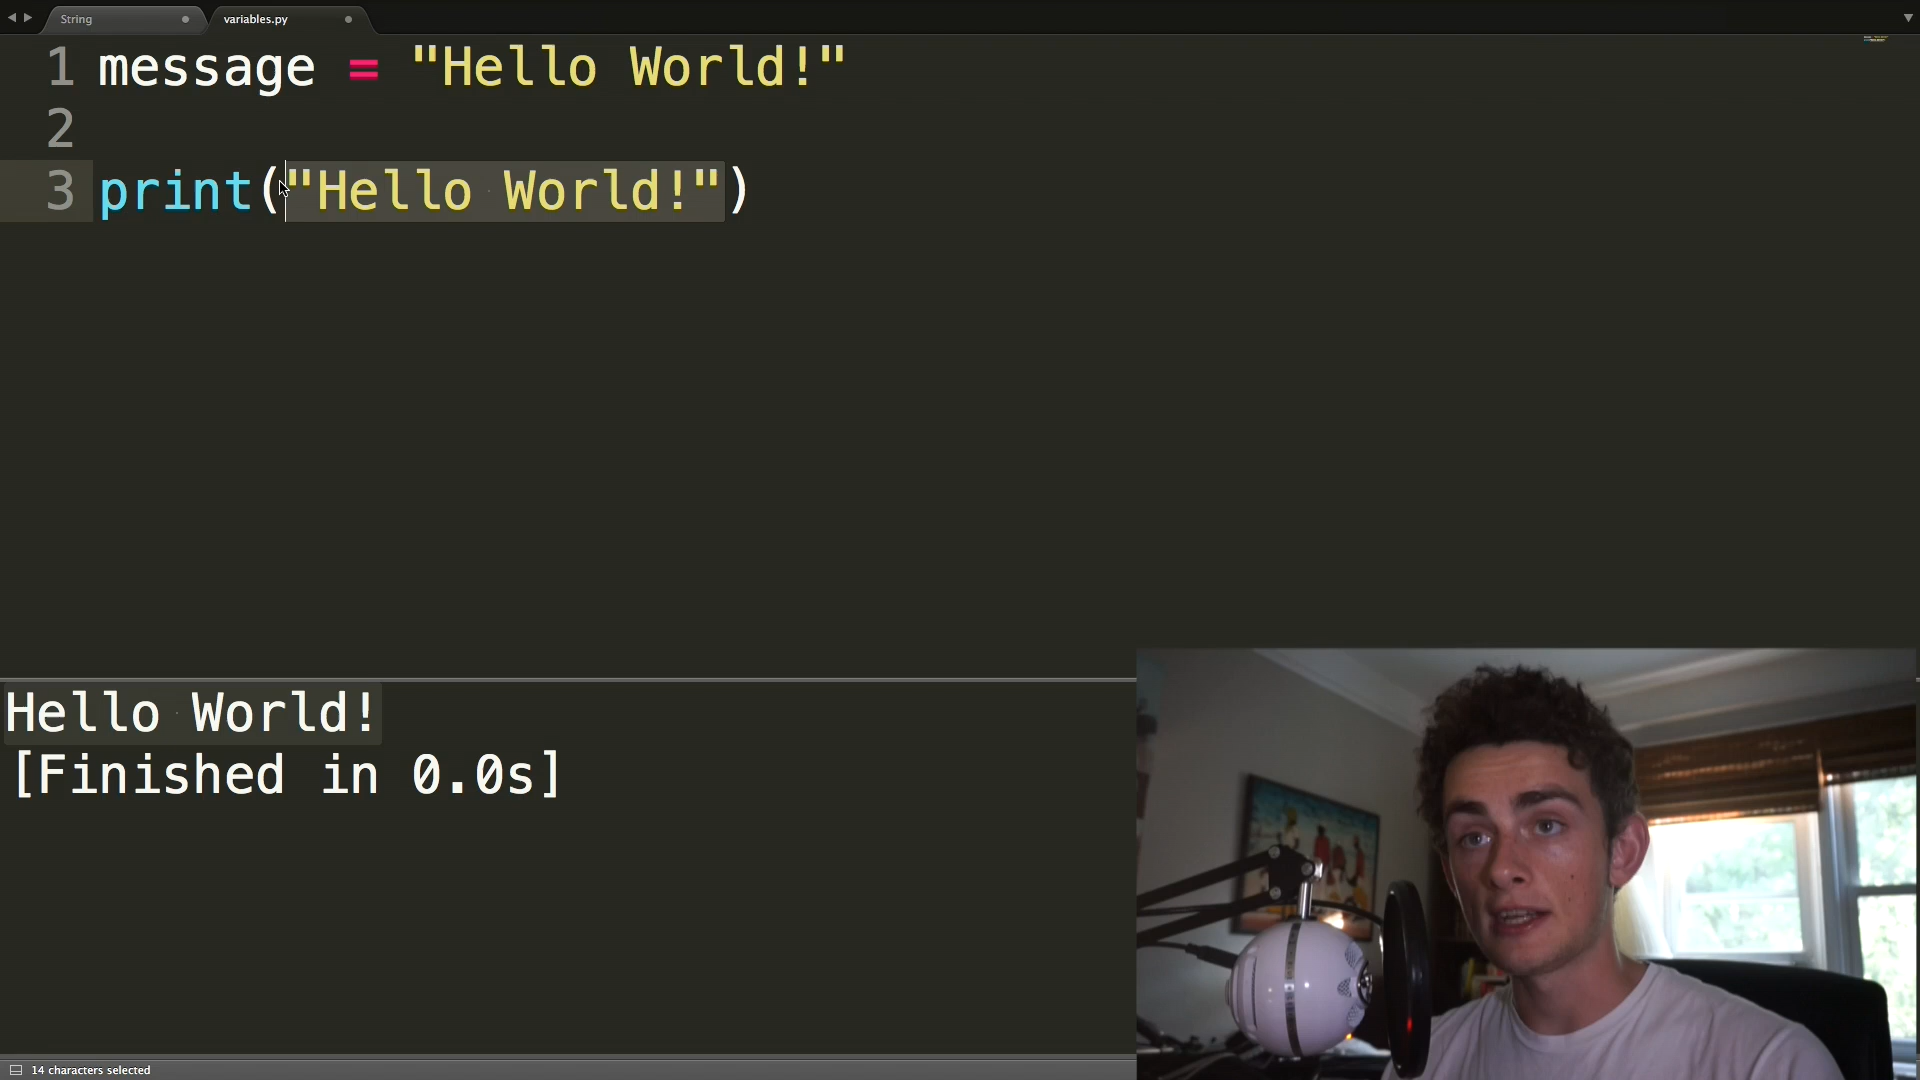 String
variables.py
1 message = "Hello World!"
2
3 print("Hello World!")
Hello World!
[Finished in 0.0s]
14 characters selected